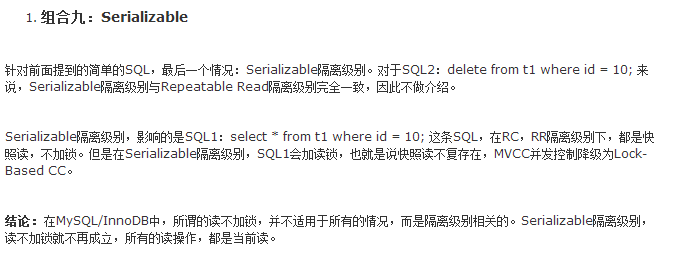 1. 组合九：Serializable
针对前面提到的简单的SQL，最后一个情况：Serializable隔离级别。对于SQL2：delete from t1 where id = 10; 来
说，Serializable隔离级别与Repeatable Read隔离级别完全一致，因此不做介绍。
Serializable隔离级别，影响的是SQL1：select * from t1 where id = 10; 这条SQL，在RC，RR隔离级别下，都是快
照读，不加锁。但是在Serializable隔离级别，SQL1会加读锁，也就是说快照读不复存在，MVCC并发控制降级为Lock-
Based CC。
结论：在MySQL/InnoDB中，所谓的读不加锁，并不适用于所有的情况，而是隔离级别相关的。Serializable隔离级别，
读不加锁就不再成立，所有的读操作，都是当前读。